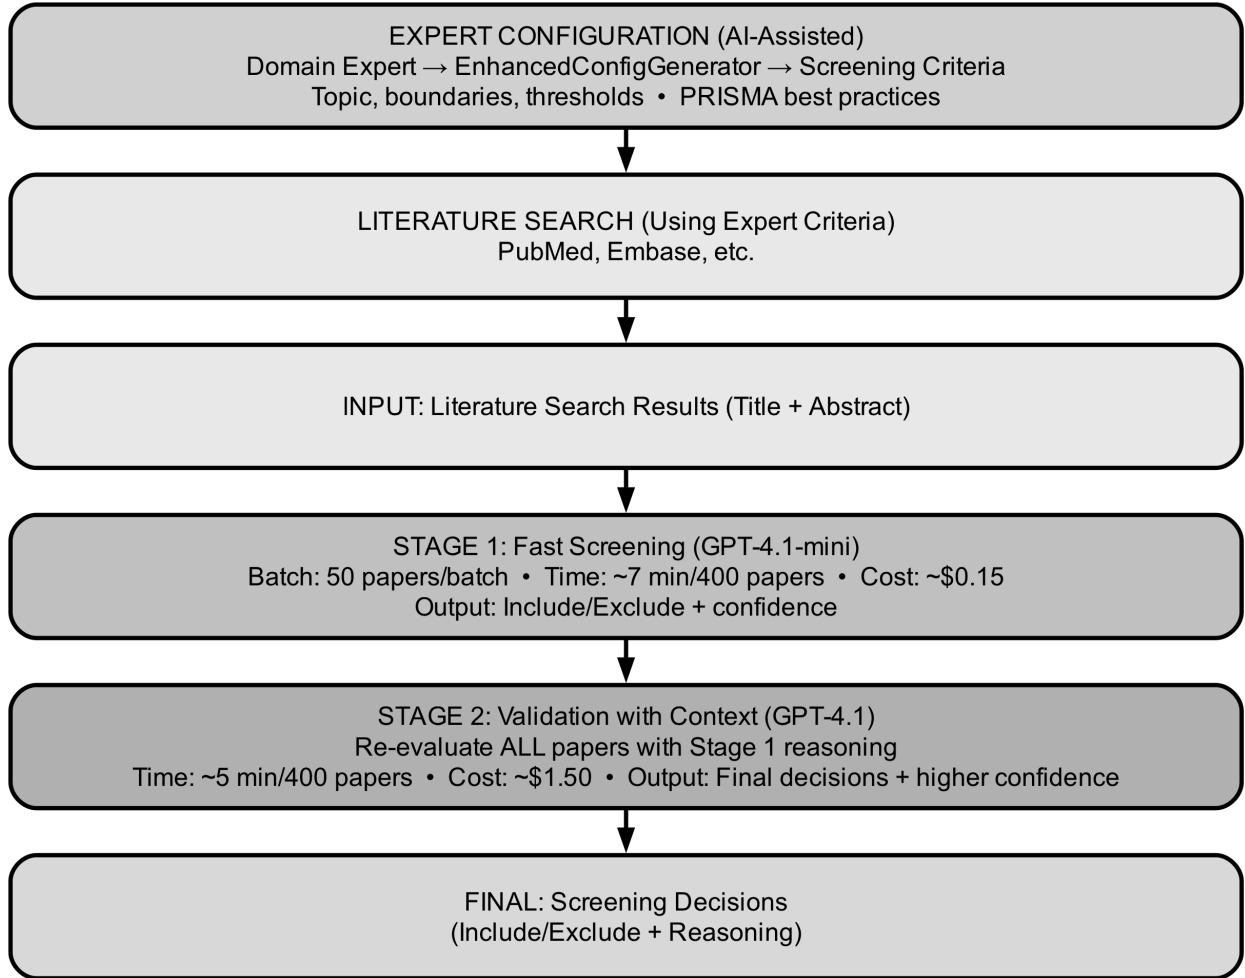 EXPERT CONFIGURATION (AI-Assisted)
Domain Expert → EnhancedConfigGenerator → Screening Criteria
Topic, boundaries, thresholds • PRISMA best practices
LITERATURE SEARCH (Using Expert Criteria)
PubMed, Embase, etc.
INPUT: Literature Search Results (Title + Abstract)
STAGE 1: Fast Screening (GPT-4.1-mini)
Batch: 50 papers/batch • Time: ~7 min/400 papers • Cost: ~$0.15
Output: Include/Exclude + confidence
STAGE 2: Validation with Context (GPT-4.1)
Re-evaluate ALL papers with Stage 1 reasoning
Time: ~5 min/400 papers • Cost: ~$1.50 • Output: Final decisions + higher confidence
FINAL: Screening Decisions
(Include/Exclude + Reasoning)